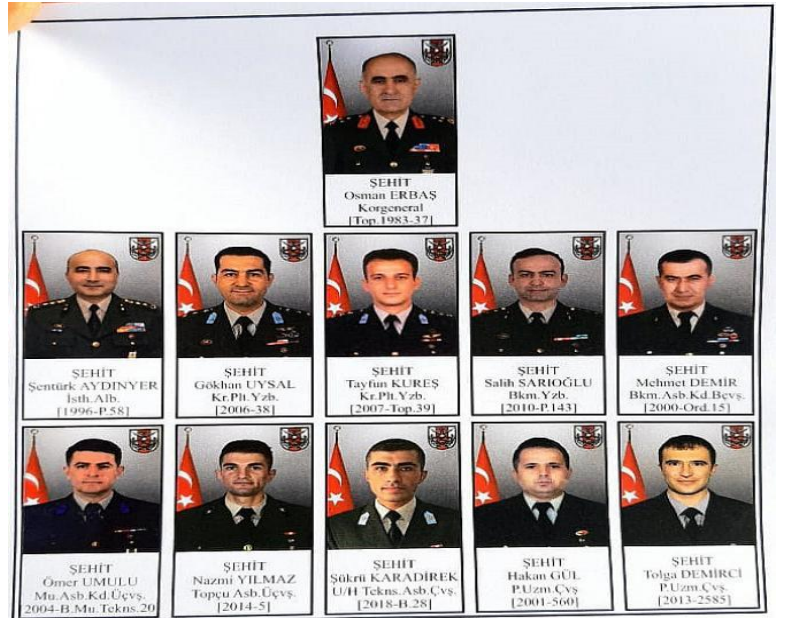 ŞEHİT
Osman ERBAŞ
Korgeneral
[Top.1983-37]
ŞEHİT
Şentürk AYDINYER
İsth.Alb.
[1996-P.58]
ŞEHİT
Gökhan UYSAL
Kr.Plt.Yzb.
[2006-38]
ŞEHİT
Tayfun KUREŞ
Kr.Plt.Yzb.
[2007-Top.39]
ŞEHİT
Salih SARIOĞLU
Bkm.Yzb.
[2010-P.143]
ŞEHİT
Mehmet DEMİR
Bkm.Asb.Kd.Bçvş.
[2000-Ord.15]
ŞEHİT
Ömer UMULU
Mu.Asb.Kd.Üçvş.
2004-B.Mu.Tekns.20
ŞEHİT
Nazmi YILMAZ
Topçu Asb.Üçvş.
[2014-5]
ŞEHİT
Şükrü KARADİREK
U/H Tekns.Asb.Çvş.
[2018-B.28]
ŞEHİT
Hakan GÜL
P.Uzm.Çvş
[2001-560]
ŞEHİT
Tolga DEMİRCİ
P.Uzm.Çvş.
[2013-2585]